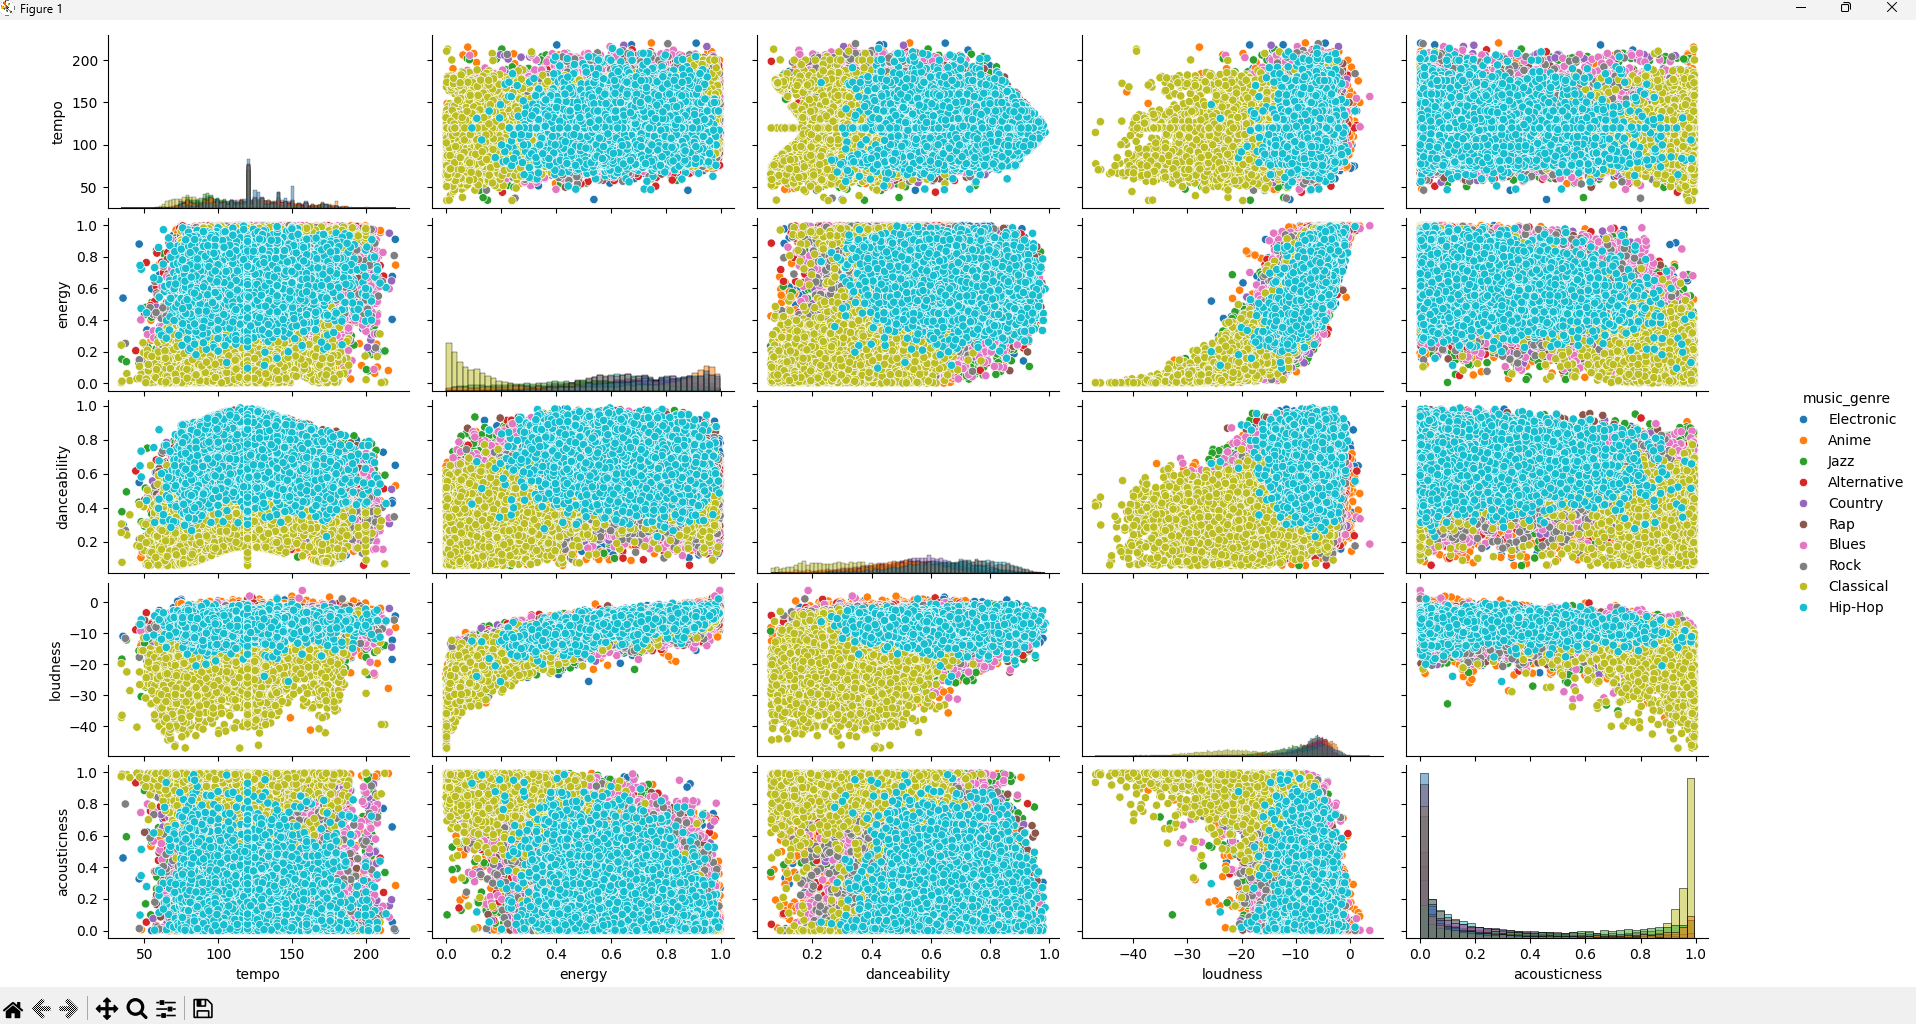 Figure 1
tempo
200
150
100
50
energy
1.0
0.8
0.6
0.4
0.2
0.0
danceability
1.0
0.8
0.6
0.4
0.2
loudness
0
−10
−20
−30
−40
acousticness
1.0
0.8
0.6
0.4
0.2
0.0
50 100 150 200
tempo
0.0 0.2 0.4 0.6 0.8 1.0
energy
0.2 0.4 0.6 0.8 1.0
danceability
−40 −30 −20 −10 0
loudness
0.0 0.2 0.4 0.6 0.8 1.0
acousticness
music_genre
Electronic
Anime
Jazz
Alternative
Country
Rap
Blues
Rock
Classical
Hip-Hop